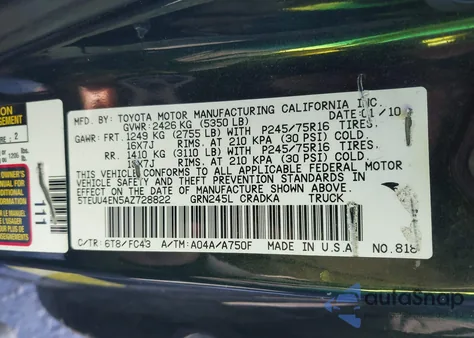 MFD. BY: TOYOTA MOTOR MANUFACTURING CALIFORNIA INC.
GVWR: 2426 KG (5350 LB) 01/10
GAWR: FRT. 1249 KG (2755 LB) P245/75R16 TIRES.
16X7J RIMS. AT 210 KPA (30 PSI) COLD
RR. 1410 KG (3110 LB) P245/75R16 TIRES.
16X7J RIMS. AT 210 KPA (30 PSI) COLD
THIS VEHICLE CONFORMS TO ALL APPLICABLE FEDERAL MOTOR
VEHICLE SAFETY AND THEFT PREVENTION STANDARDS IN
EFFECT ON THE DATE OF MANUFACTURE SHOWN ABOVE.
5TEUU4EN5AZ728822 GRN245L CRADKA TRUCK
C/TR: 6T8/FC43 A/TM: A04A/A750F MADE IN U.S.A. NO. 818
111
autoSnap